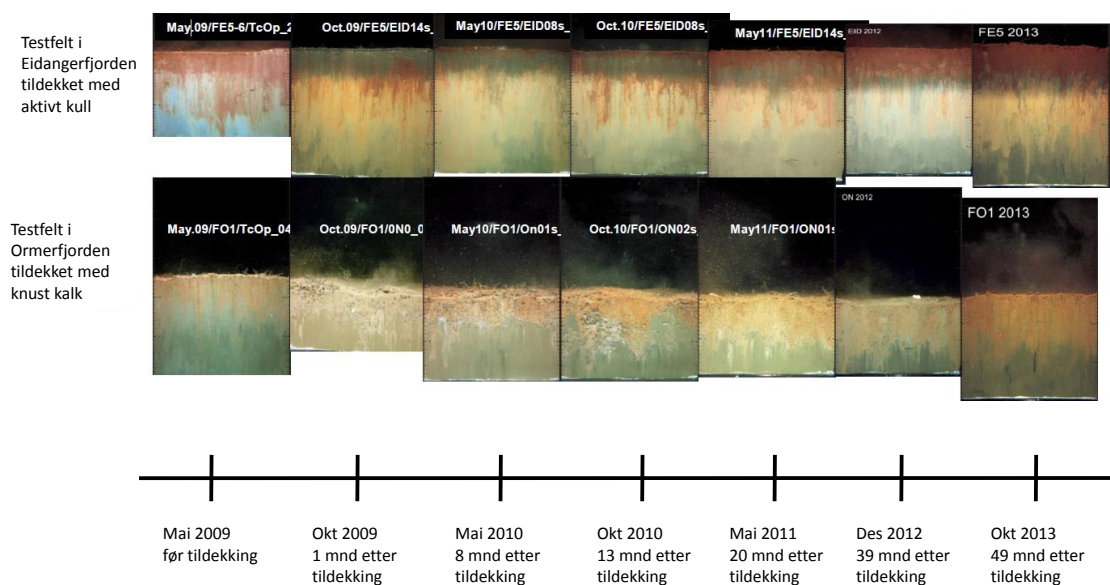 Testfelt i
Eidangerfjorden
tildekket med
aktivt kull
May.09/FE5-6/TcOp_2
Oct.09/FE5/EID14s_
May10/FE5/EID08s_
Oct.10/FE5/EID08s_
May11/FE5/EID14s_
EID 2012
FE5 2013
Testfelt i
Ormerfjorden
tildekket med
knust kalk
May.09/FO1/TcOp_04
Oct.09/FO1/0N0_0
May10/FO1/On01s_
Oct.10/FO1/ON02s_
May11/FO1/ON01s
ON 2012
FO1 2013
Mai 2009
før tildekking
Okt 2009
1 mnd etter
tildekking
Mai 2010
8 mnd etter
tildekking
Okt 2010
13 mnd etter
tildekking
Mai 2011
20 mnd etter
tildekking
Des 2012
39 mnd etter
tildekking
Okt 2013
49 mnd etter
tildekking